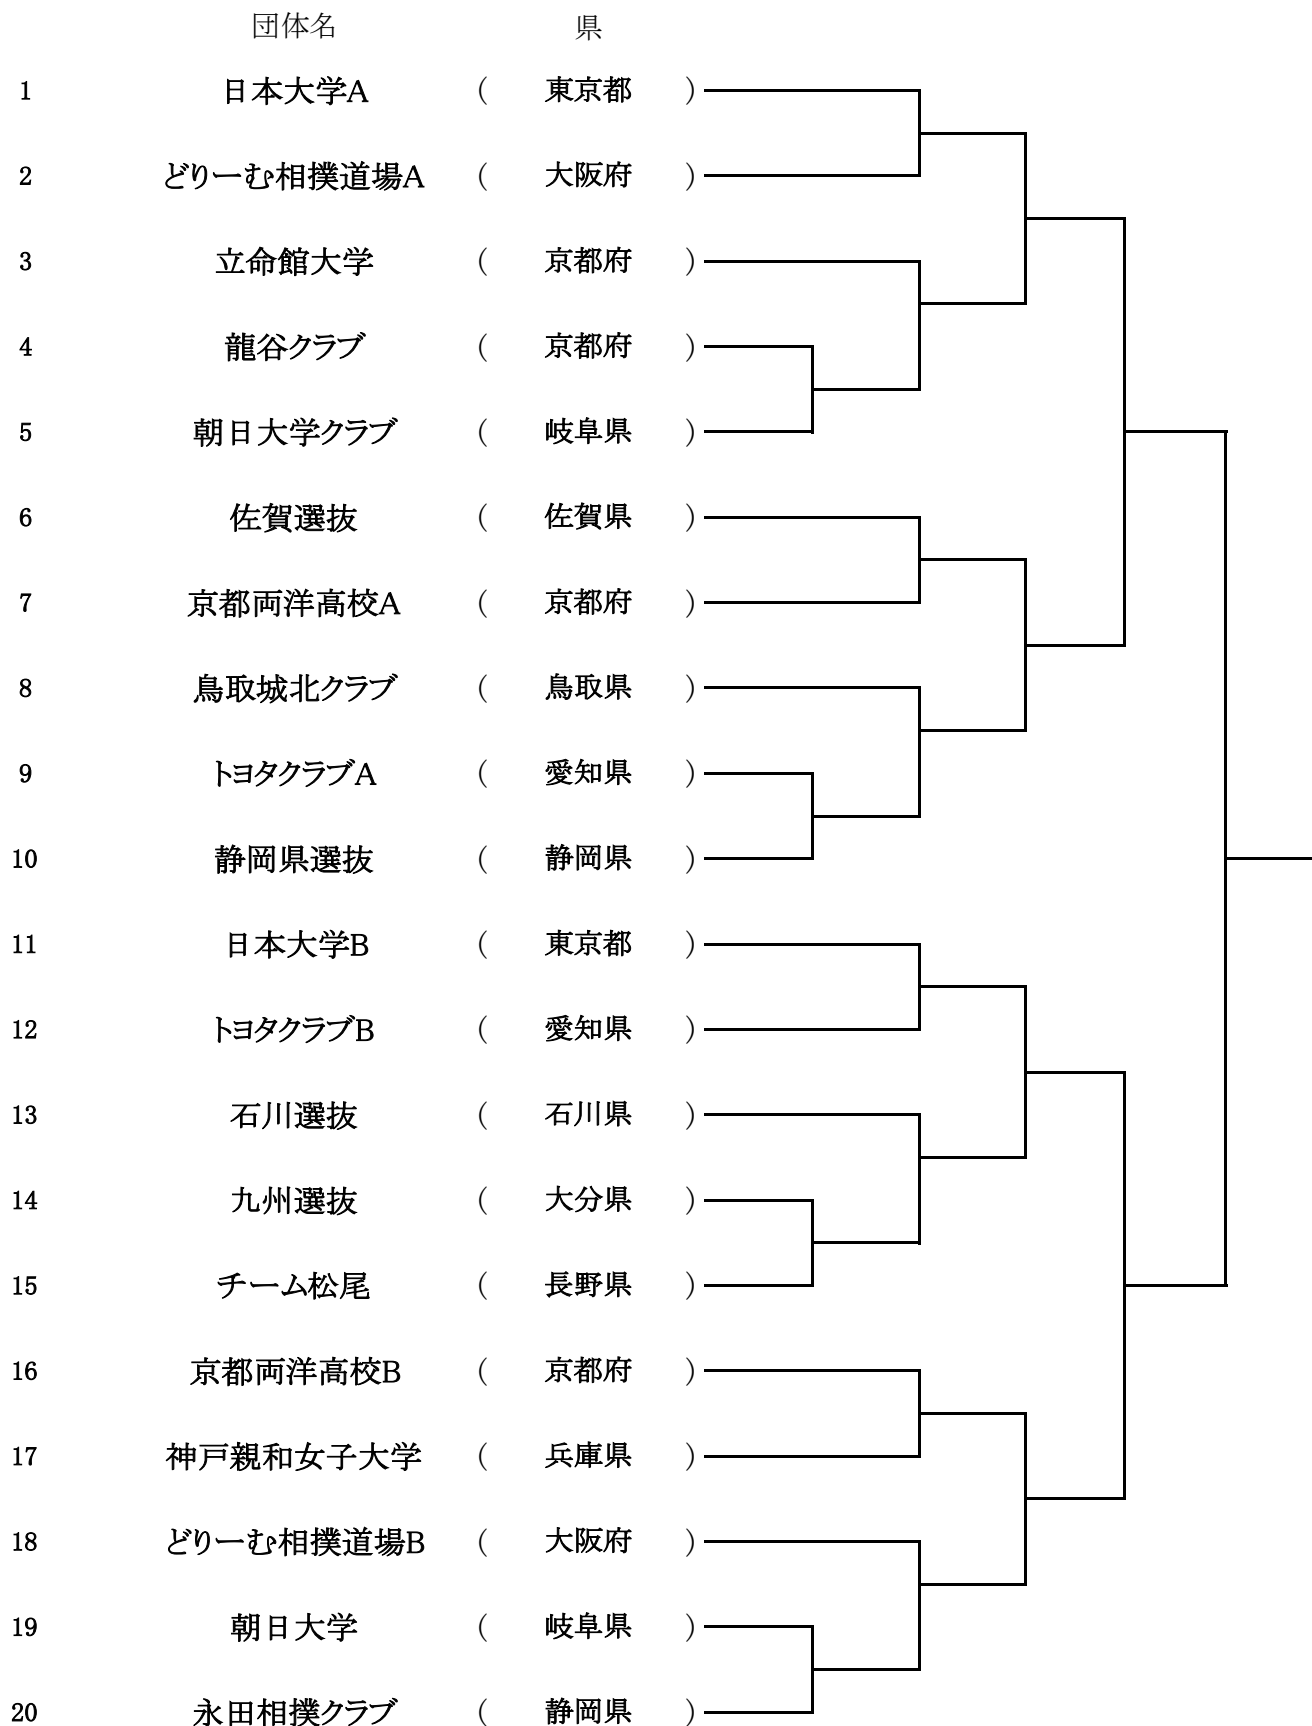 団体名 県
1 日本大学A ( 東京都 )
2 どりーむ相撲道場A ( 大阪府 )
3 立命館大学 ( 京都府 )
4 龍谷クラブ ( 京都府 )
5 朝日大学クラブ ( 岐阜県 )
6 佐賀選抜 ( 佐賀県 )
7 京都両洋高校A ( 京都府 )
8 鳥取城北クラブ ( 鳥取県 )
9 トヨタクラブA ( 愛知県 )
10 静岡県選抜 ( 静岡県 )
11 日本大学B ( 東京都 )
12 トヨタクラブB ( 愛知県 )
13 石川選抜 ( 石川県 )
14 九州選抜 ( 大分県 )
15 チーム松尾 ( 長野県 )
16 京都両洋高校B ( 京都府 )
17 神戸親和女子大学 ( 兵庫県 )
18 どりーむ相撲道場B ( 大阪府 )
19 朝日大学 ( 岐阜県 )
20 永田相撲クラブ ( 静岡県 )